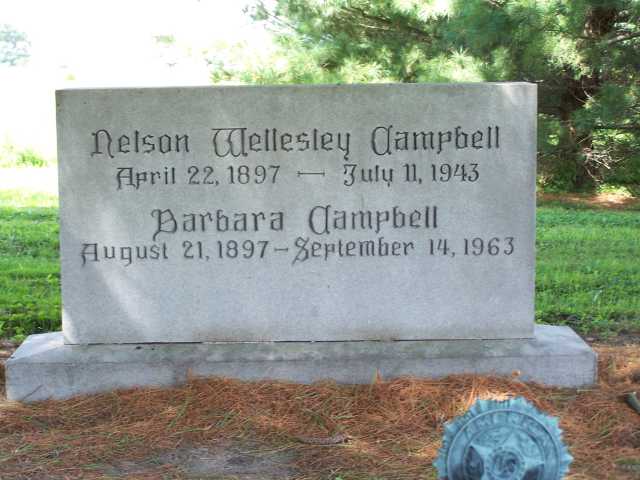 Nelson Wellesley Campbell
April 22, 1897 — July 11, 1943
Barbara Campbell
August 21, 1897 – September 14, 1963